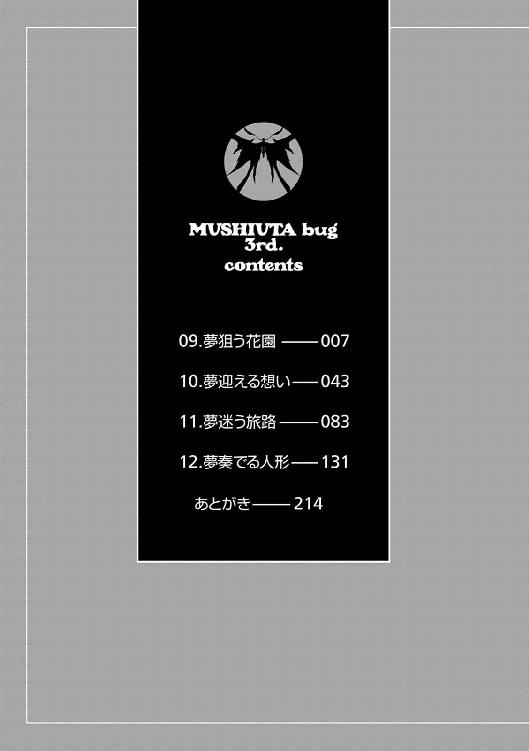 MUSHIUTA bug
3rd.
contents
09.夢狙う花園 ―― 007
10.夢迎える想い ―― 043
11.夢迷う旅路 ―― 083
12.夢奏でる人形 ―― 131
あとがき ―― 214